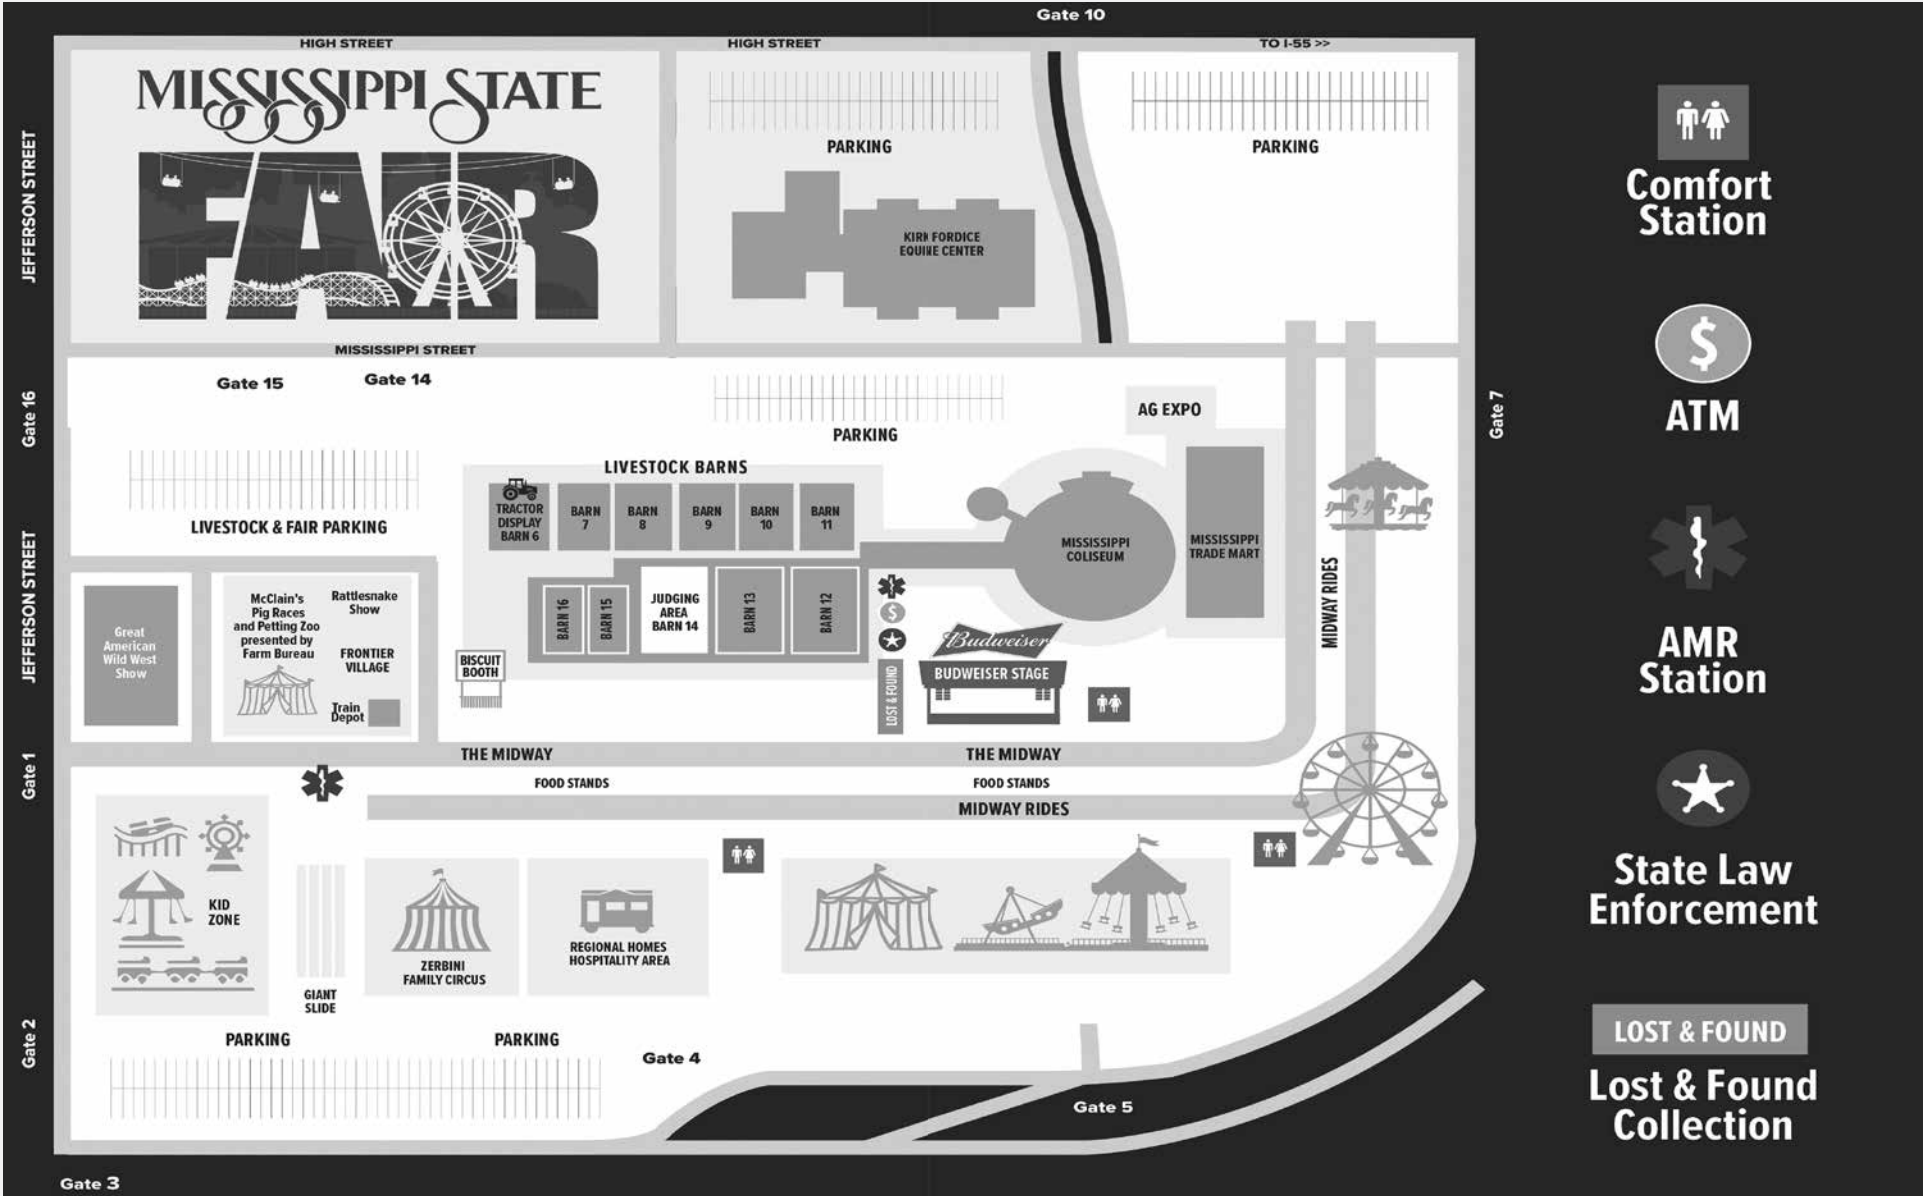 Gate 10
HIGH STREET
HIGH STREET
TO I-55 >>
MISSISSIPPI STATE
FAIR
JEFFERSON STREET
PARKING
PARKING
KIRK FORDICE
EQUINE CENTER
MISSISSIPPI STREET
Gate 15
Gate 14
Gate 16
Gate 7
PARKING
AG EXPO
LIVESTOCK & FAIR PARKING
LIVESTOCK BARNS
TRACTOR
DISPLAY
BARN 6
BARN
7
BARN
8
BARN
9
BARN
10
BARN
11
MISSISSIPPI
COLISEUM
MISSISSIPPI
TRADE MART
MIDWAY RIDES
JEFFERSON STREET
Great
American
Wild West
Show
McClain's
Pig Races
and Petting Zoo
presented by
Farm Bureau
Rattlesnake
Show
FRONTIER
VILLAGE
Train
Depot
BISCUIT
BOOTH
BARN 16
BARN 15
JUDGING
AREA
BARN 14
BARN 13
BARN 12
$
LOST & FOUND
Budweiser
BUDWEISER STAGE
Gate 1
THE MIDWAY
THE MIDWAY
FOOD STANDS
FOOD STANDS
MIDWAY RIDES
KID
ZONE
GIANT
SLIDE
ZERBINI
FAMILY CIRCUS
REGIONAL HOMES
HOSPITALITY AREA
Gate 2
PARKING
PARKING
Gate 4
Gate 5
Gate 3
Comfort
Station
$
ATM
AMR
Station
State Law
Enforcement
LOST & FOUND
Lost & Found
Collection